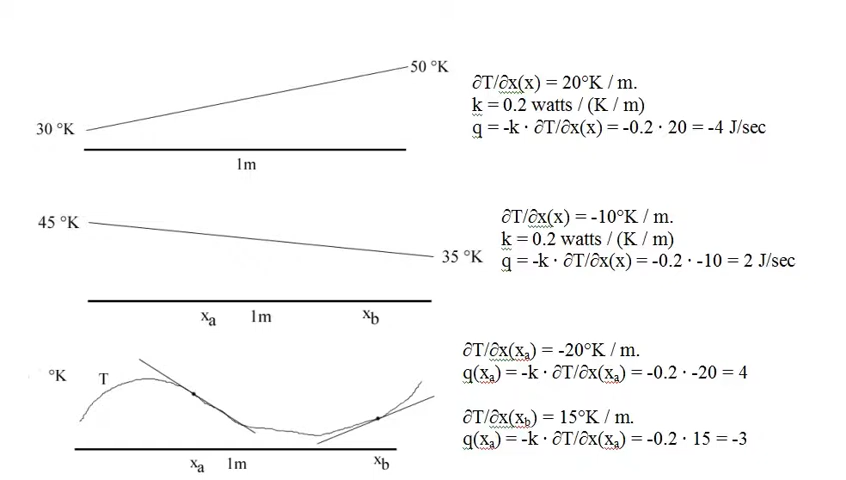 50 °K
30 °K
1m
∂T/∂x(x) = 20°K / m.
k = 0.2 watts / (K / m)
q = -k · ∂T/∂x(x) = -0.2 · 20 = -4 J/sec
45 °K
35 °K
xa 1m xb
∂T/∂x(x) = -10°K / m.
k = 0.2 watts / (K / m)
q = -k · ∂T/∂x(x) = -0.2 · -10 = 2 J/sec
°K T
xa 1m xb
∂T/∂x(xa) = -20°K / m.
q(xa) = -k · ∂T/∂x(xa) = -0.2 · -20 = 4
∂T/∂x(xb) = 15°K / m.
q(xa) = -k · ∂T/∂x(xa) = -0.2 · 15 = -3